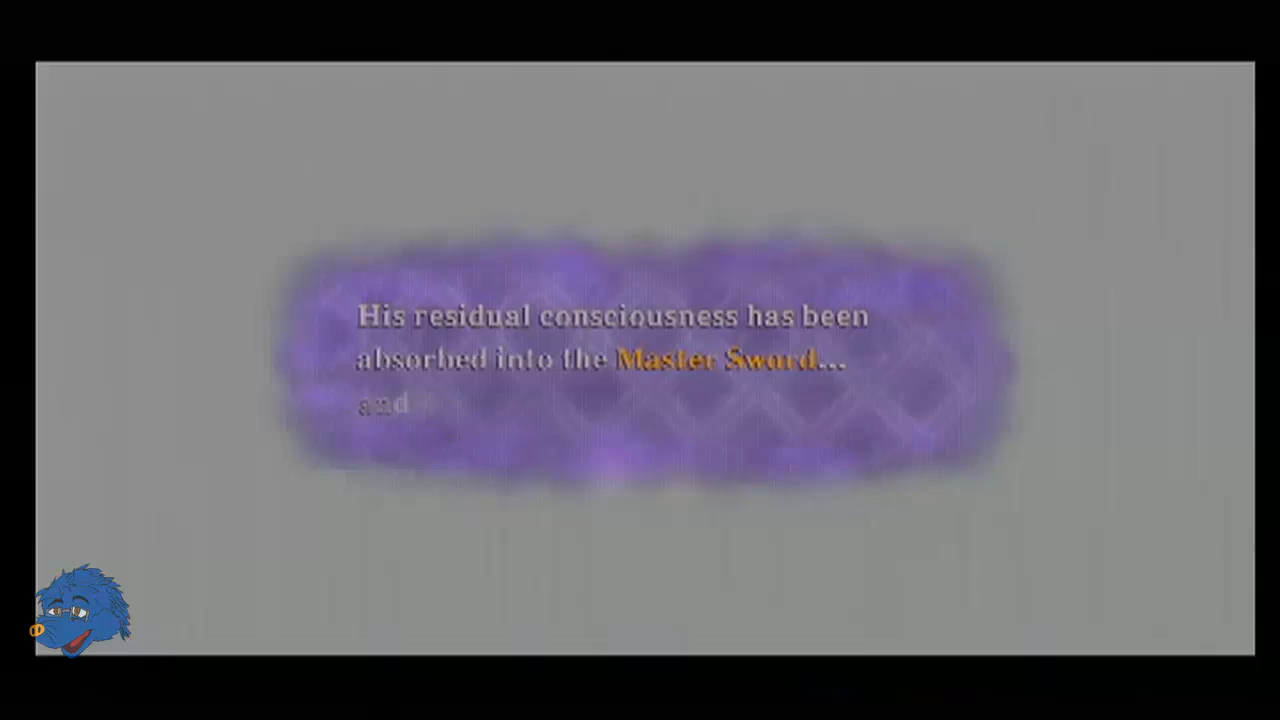 His residual consciousness has been
absorbed into the Master Sword...
and